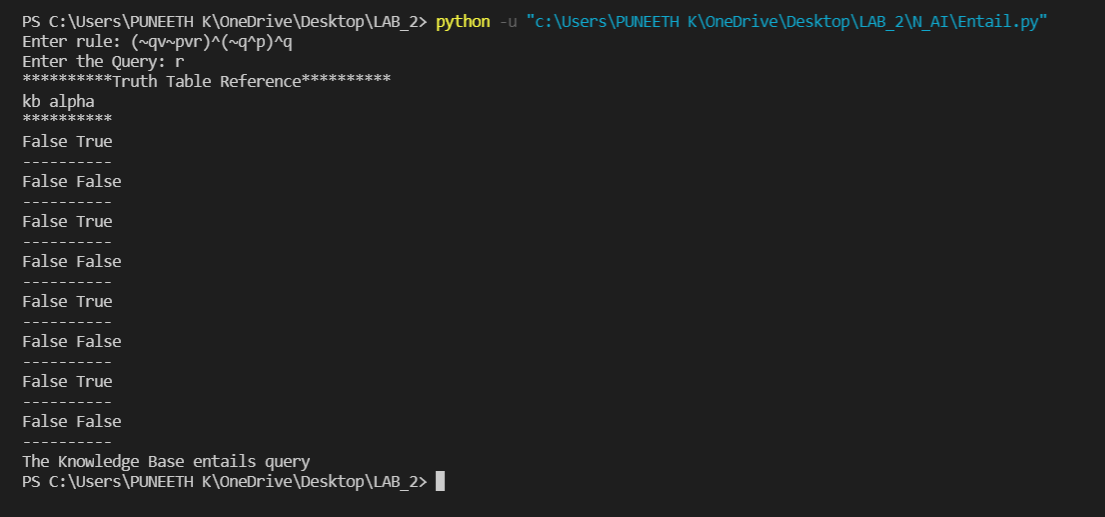 PS C:\Users\PUNEETH K\OneDrive\Desktop\LAB_2> python -u "c:\Users\PUNEETH K\OneDrive\Desktop\LAB_2\N_AI\Entail.py"
Enter rule: (~qv~pvr)^(~q^p)^q
Enter the Query: r
**********Truth Table Reference**********
kb alpha
**********
False True
----------
False False
----------
False True
----------
False False
----------
False True
----------
False False
----------
False True
----------
False False
----------
The Knowledge Base entails query
PS C:\Users\PUNEETH K\OneDrive\Desktop\LAB_2>